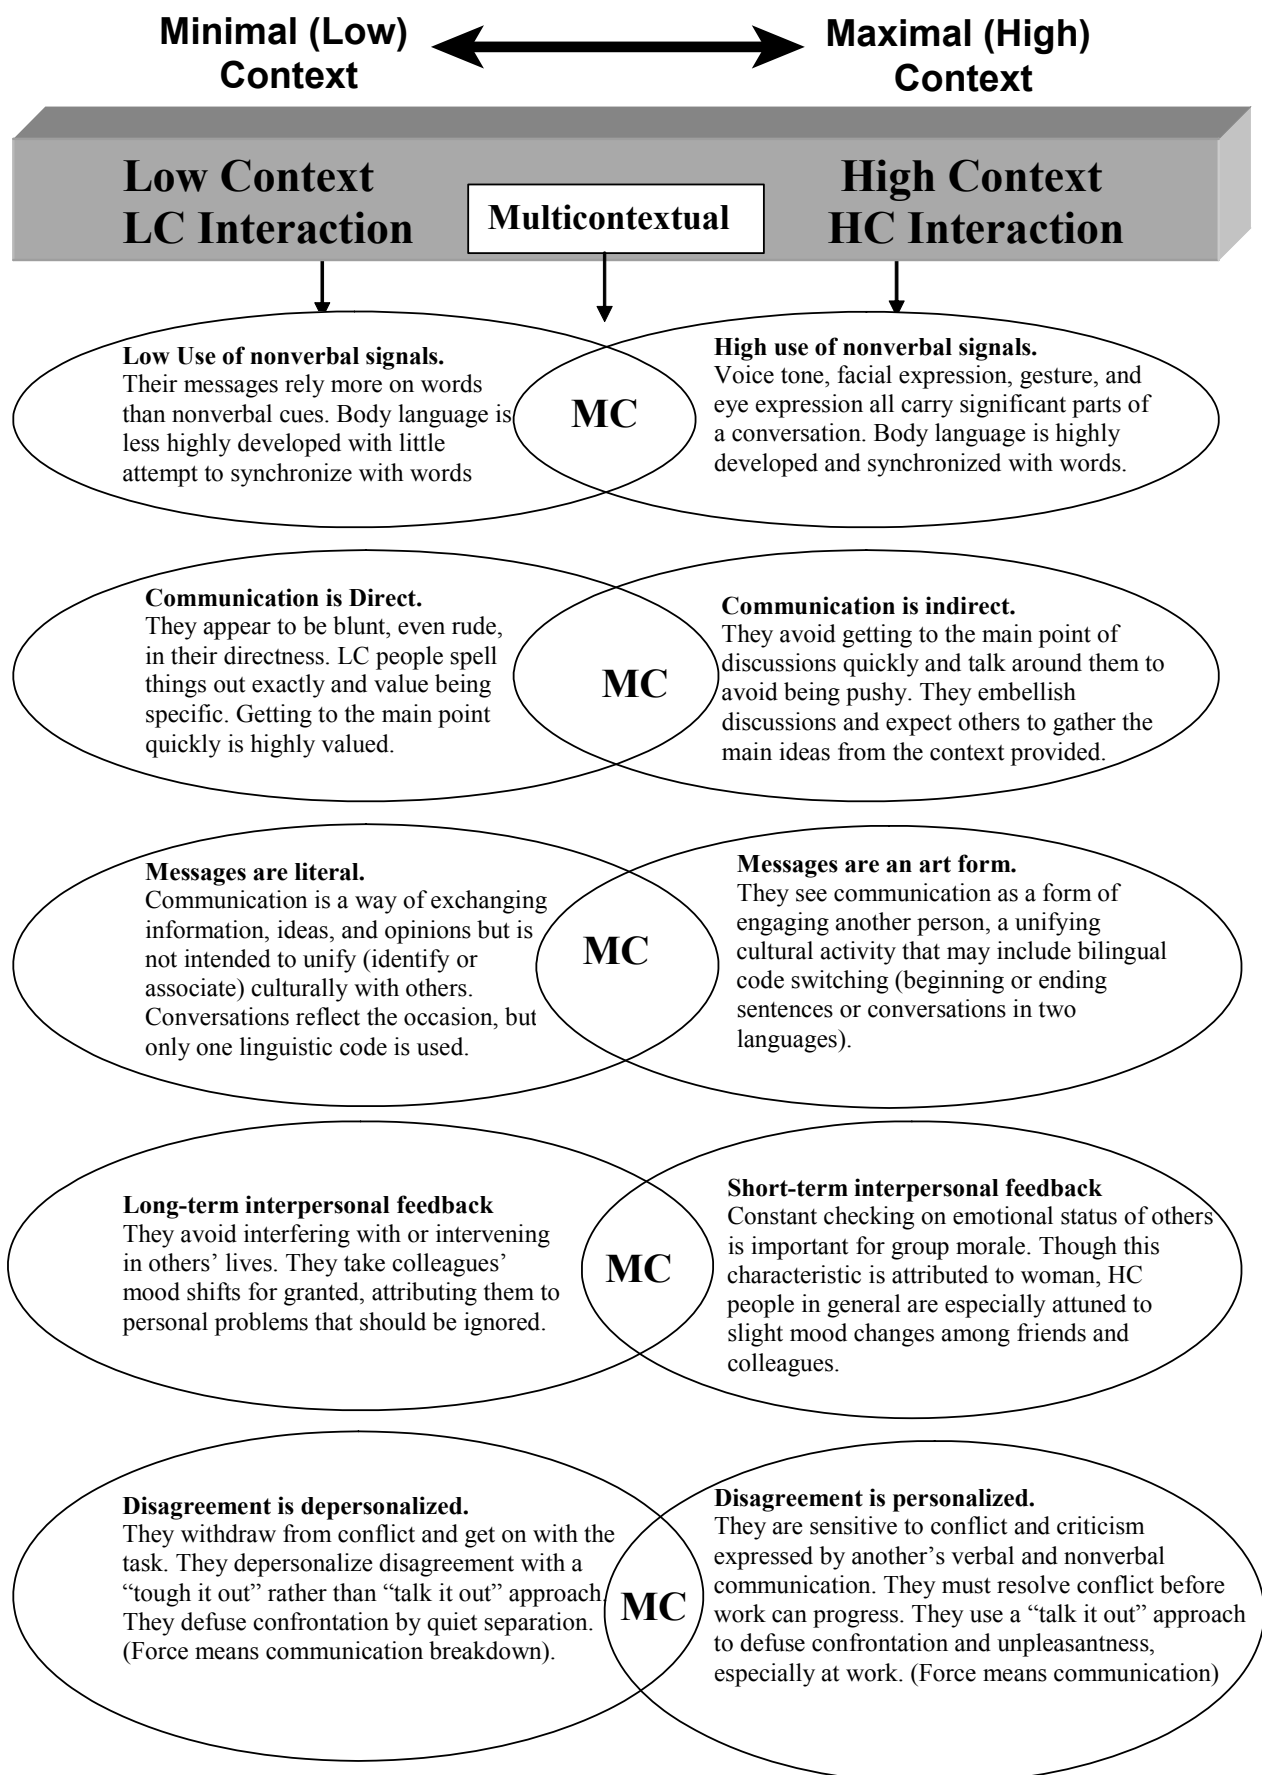 Minimal (Low)
Context
Maximal (High)
Context
Low Context
LC Interaction
Multicontextual
High Context
HC Interaction
Low Use of nonverbal signals.
Their messages rely more on words
than nonverbal cues. Body language is
less highly developed with little
attempt to synchronize with words
MC
High use of nonverbal signals.
Voice tone, facial expression, gesture, and
eye expression all carry significant parts of
a conversation. Body language is highly
developed and synchronized with words.
Communication is Direct.
They appear to be blunt, even rude,
in their directness. LC people spell
things out exactly and value being
specific. Getting to the main point
quickly is highly valued.
MC
Communication is indirect.
They avoid getting to the main point of
discussions quickly and talk around them to
avoid being pushy. They embellish
discussions and expect others to gather the
main ideas from the context provided.
Messages are literal.
Communication is a way of exchanging
information, ideas, and opinions but is
not intended to unify (identify or
associate) culturally with others.
Conversations reflect the occasion, but
only one linguistic code is used.
MC
Messages are an art form.
They see communication as a form of
engaging another person, a unifying
cultural activity that may include bilingual
code switching (beginning or ending
sentences or conversations in two
languages).
Long-term interpersonal feedback
They avoid interfering with or intervening
in others’ lives. They take colleagues’
mood shifts for granted, attributing them to
personal problems that should be ignored.
MC
Short-term interpersonal feedback
Constant checking on emotional status of others
is important for group morale. Though this
characteristic is attributed to woman, HC
people in general are especially attuned to
slight mood changes among friends and
colleagues.
Disagreement is depersonalized.
They withdraw from conflict and get on with the
task. They depersonalize disagreement with a
“tough it out” rather than “talk it out” approach.
They defuse confrontation by quiet separation.
(Force means communication breakdown).
MC
Disagreement is personalized.
They are sensitive to conflict and criticism
expressed by another’s verbal and nonverbal
communication. They must resolve conflict before
work can progress. They use a “talk it out” approach
to defuse confrontation and unpleasantness,
especially at work. (Force means communication)